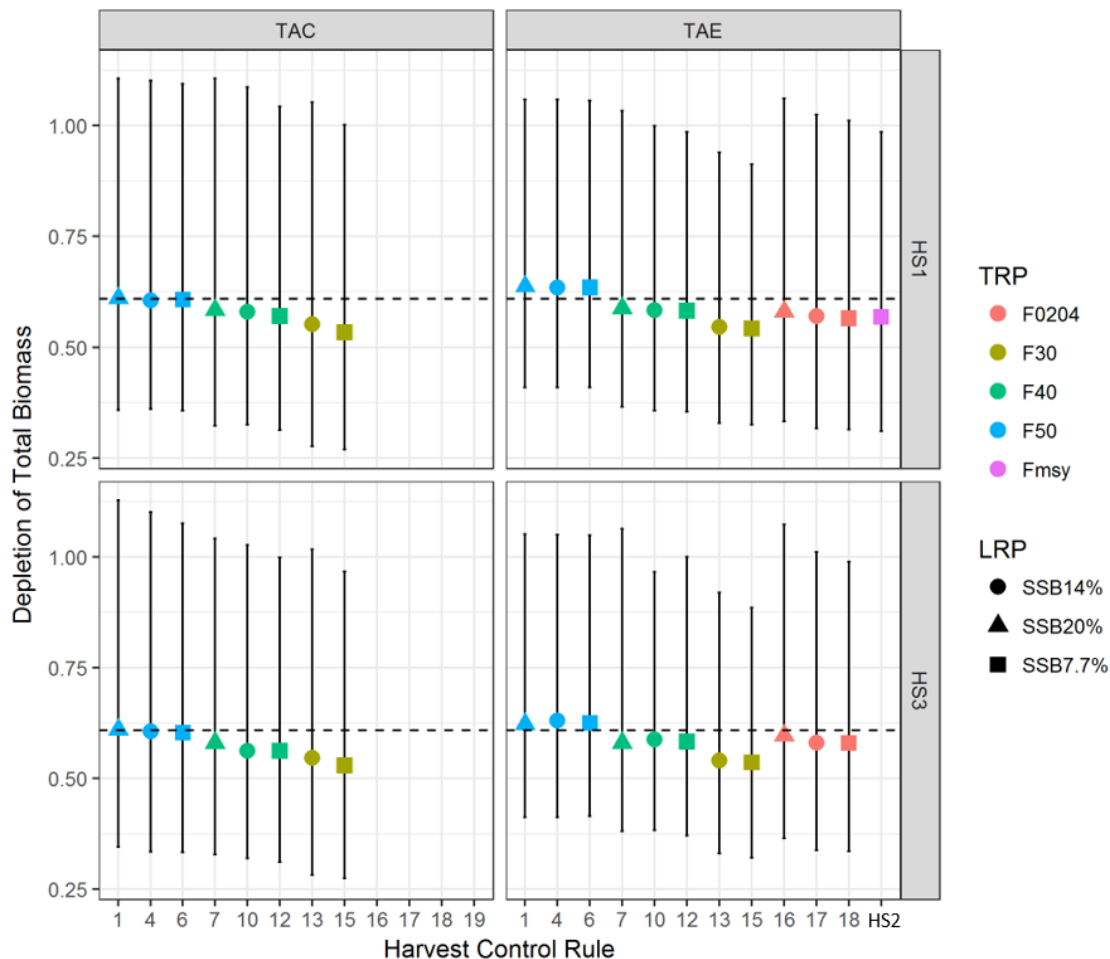 TAC
TAE
1.00
0.75
0.50
0.25
HS1
1.00
0.75
0.50
0.25
HS3
Depletion of Total Biomass
1 4 6 7 10 12 13 15 16 17 18 19
1 4 6 7 10 12 13 15 16 17 18 HS2
Harvest Control Rule
TRP
F0204
F30
F40
F50
Fmsy
LRP
SSB14%
SSB20%
SSB7.7%